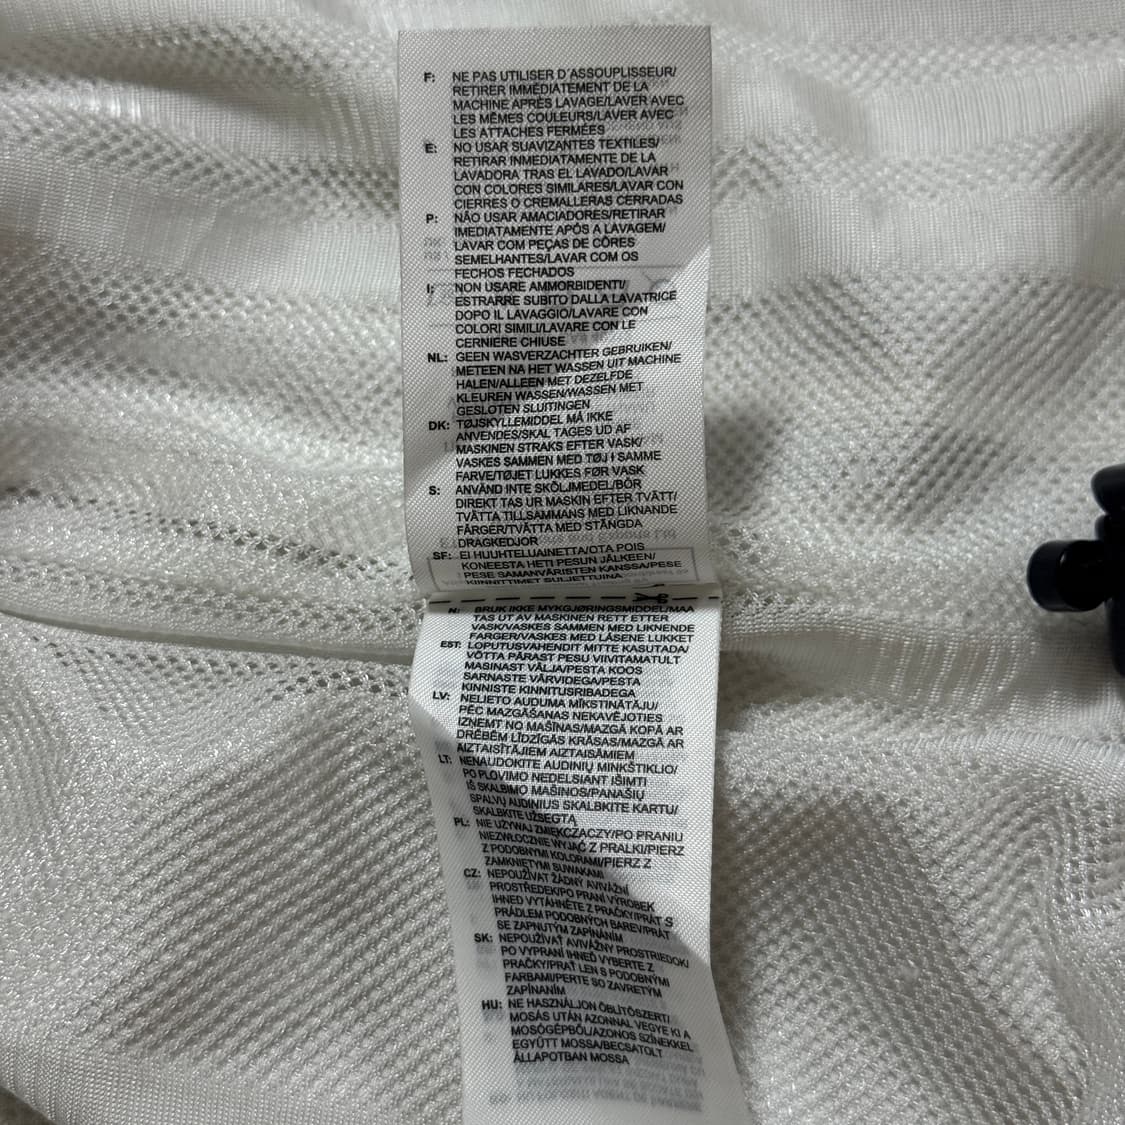 F: NE PAS UTILISER D'ASSOUPLISSEUR/
RETIRER IMMÉDIATEMENT DE LA
MACHINE APRÈS LAVAGE/LAVER AVEC
LES MÊMES COULEURS/LAVER AVEC
LES ATTACHES FERMÉES
E: NO USAR SUAVIZANTES TEXTILES/
RETIRAR INMEDIATAMENTE DE LA
LAVADORA TRAS EL LAVADO/LAVAR
CON COLORES SIMILARES/LAVAR CON
CIERRES O CREMALLERAS CERRADAS
P: NÃO USAR AMACIADORES/RETIRAR
IMEDIATAMENTE APÓS A LAVAGEM/
LAVAR COM PEÇAS DE CÔRES
SEMELHANTES/LAVAR COM OS
FECHOS FECHADOS
I: NON USARE AMMORBIDENTI/
ESTRARRE SUBITO DALLA LAVATRICE
DOPO IL LAVAGGIO/LAVARE CON
COLORI SIMILI/LAVARE CON LE
CERNIERE CHIUSE
NL: GEEN WASVERZACHTER GEBRUIKEN/
METEEN NA HET WASSEN UIT MACHINE
HALEN/ALLEEN MET DEZELFDE
KLEUREN WASSEN/WASSEN MET
GESLOTEN SLUITINGEN
DK: TØJSKYLLEMIDDEL MÅ IKKE
ANVENDES/SKAL TAGES UD AF
MASKINEN STRAKS EFTER VASK/
VASKES SAMMEN MED TØJ I SAMME
FARVE/TØJET LUKKES FØR VASK
S: ANVÄND INTE SKÖLJMEDEL/BÖR
DIREKT TAS UR MASKIN EFTER TVÄTT/
TVÄTTA TILLSAMMANS MED LIKNANDE
FÄRGER/TVÄTTA MED STÄNGDA
DRAGKEDJOR
SF: EI HUUHTELUAINETTA/OTA POIS
KONEESTA HETI PESUN JÄLKEEN/
PESE SAMANVÄRISTEN KANSSA/PESE
KIINNITTIMET SULJETTUINA
N: BRUK IKKE MYKGJØRINGSMIDDEL/MAA
TAS UT AV MASKINEN RETT ETTER
VASK/VASKES SAMMEN MED LIKNENDE
FARGER/VASKES MED LÅSENE LUKKET
EST: LOPUTUSVAHENDIT MITTE KASUTADA/
VÕTTA PÄRAST PESU VIIVITAMATULT
MASINAST VÄLJA/PESTA KOOS
SARNASTE VÄRVIDEGA/PESTA
KINNISTE KINNITUSRIBADEGA
LV: NELIETO AUDUMA MĪKSTINĀTĀJU/
PĒC MAZGĀŠANAS NEKAVĒJOTIES
IZŅEMT NO MAŠĪNAS/MAZGĀ KOPĀ AR
DRĒBĒM LĪDZĪGĀS KRĀSAS/MAZGĀ AR
AIZTAISĪTĀJIEM AIZTAISĀMIEM
LT: NENAUDOKITE AUDINIŲ MINKŠTIKLIO/
PO PLOVIMO NEDELSIANT IŠIMTI
IŠ SKALBIMO MAŠINOS/PANAŠIŲ
SPALVŲ AUDINIUS SKALBKITE KARTU/
SKALBKITE UŽSEGTĄ
PL: NIE UŻYWAJ ZMIĘKCZACZY/PO PRANIU
NIEZWŁOCZNIE WYJĄĆ Z PRALKI/PIERZ
Z PODOBNYMI KOLORAMI/PIERZ Z
ZAMKNIĘTYMI SUWAKAMI
CZ: NEPOUŽÍVAT ŽÁDNÝ AVIVÁŽNÍ
PROSTŘEDEK/PO PRANÍ VÝROBEK
IHNED VYTÁHNĚTE Z PRAČKY/PRÁT S
PRÁDLEM PODOBNÝCH BAREV/PRÁT
SE ZAPNUTÝM ZAPÍNÁNÍM
SK: NEPOUŽÍVAŤ AVIVÁŽNY PROSTRIEDOK/
PO VYPRANÍ IHNEĎ VYBERTE Z
PRAČKY/PRAŤ LEN S PODOBNÝMI
FARBAMI/PERTE SO ZAVRETÝM
ZAPÍNANÍM
HU: NE HASZNÁLJON ÖBLÍTŐSZERT/
MOSÁS UTÁN AZONNAL VEGYE KI A
MOSÓGÉPBŐL/AZONOS SZÍNEKKEL
EGYÜTT MOSSA/BECSATOLT
ÁLLAPOTBAN MOSSA